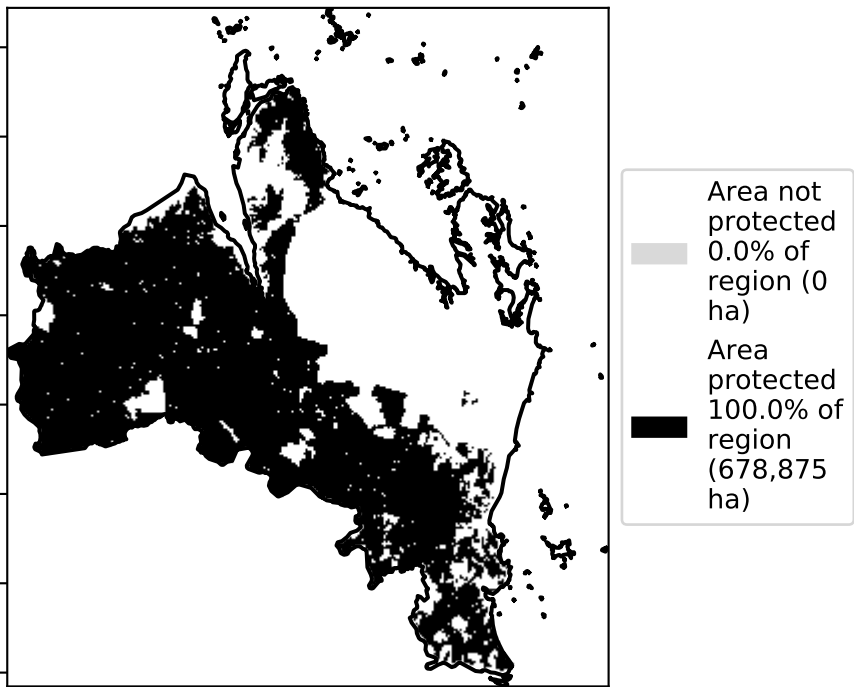 Area not
protected
0.0% of
region (0
ha)
Area
protected
100.0% of
region
(678,875
ha)